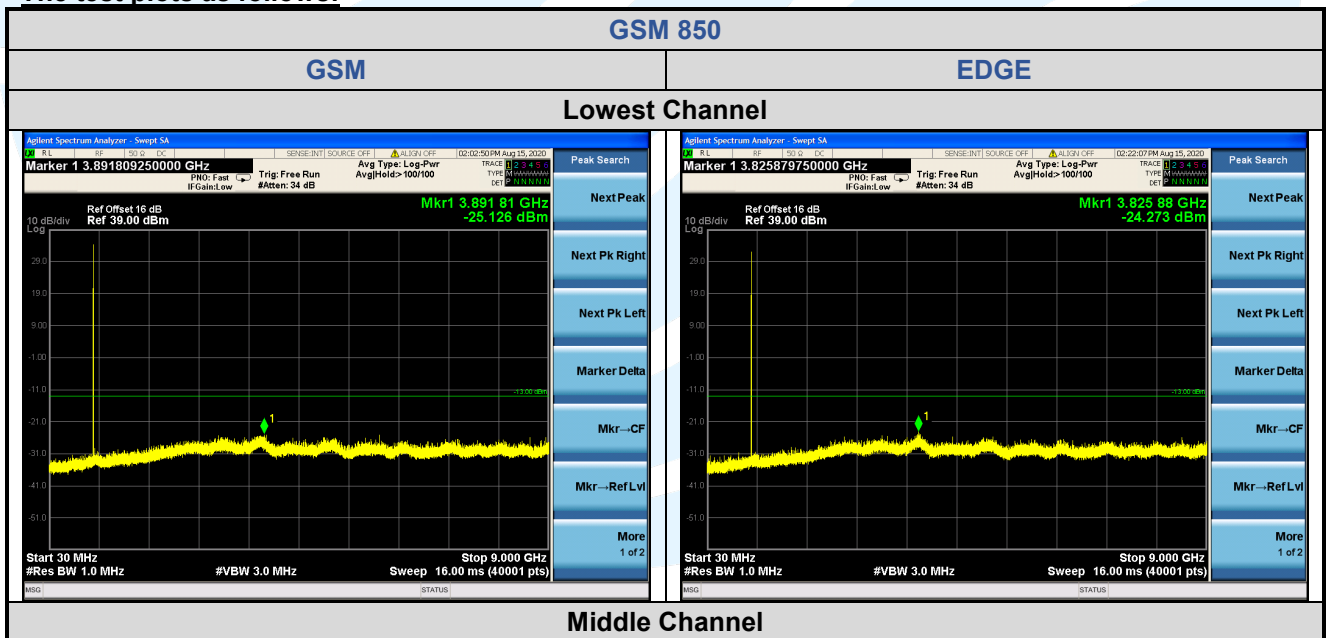 The test plots as follows:
GSM 850
GSM
EDGE
Lowest Channel
Agilent Spectrum Analyzer - Swept SA
RL RF 50 Ω DC SENSE:INT SOURCE OFF ALIGN OFF 02:02:50 PM Aug 15, 2020
Marker 1 3.891809250000 GHz
PNO: Fast
IFGain:Low
Trig: Free Run
#Atten: 34 dB
Avg Type: Log-Pwr
Avg|Hold:>100/100
TRACE 1 2 3 4 5 6
TYPE M
DET P N N N N N
Peak Search
Mkr1 3.891 81 GHz
-25.126 dBm
Ref Offset 16 dB
10 dB/div Ref 39.00 dBm
Log
29.0
19.0
9.00
-1.00
-11.0
-21.0
-31.0
-41.0
-51.0
-13.00 dBm
1
Start 30 MHz
Stop 9.000 GHz
#Res BW 1.0 MHz
#VBW 3.0 MHz
Sweep 16.00 ms (40001 pts)
MSG
STATUS
Next Peak
Next Pk Right
Next Pk Left
Marker Delta
Mkr→CF
Mkr→Ref Lvl
More
1 of 2
Agilent Spectrum Analyzer - Swept SA
RL RF 50 Ω DC SENSE:INT SOURCE OFF ALIGN OFF 02:22:07 PM Aug 15, 2020
Marker 1 3.825879750000 GHz
PNO: Fast
IFGain:Low
Trig: Free Run
#Atten: 34 dB
Avg Type: Log-Pwr
Avg|Hold:>100/100
TRACE 1 2 3 4 5 6
TYPE M
DET P N N N N N
Peak Search
Mkr1 3.825 88 GHz
-24.273 dBm
Ref Offset 16 dB
10 dB/div Ref 39.00 dBm
Log
29.0
19.0
9.00
-1.00
-11.0
-21.0
-31.0
-41.0
-51.0
-13.00 dBm
1
Start 30 MHz
Stop 9.000 GHz
#Res BW 1.0 MHz
#VBW 3.0 MHz
Sweep 16.00 ms (40001 pts)
MSG
STATUS
Next Peak
Next Pk Right
Next Pk Left
Marker Delta
Mkr→CF
Mkr→Ref Lvl
More
1 of 2
Middle Channel